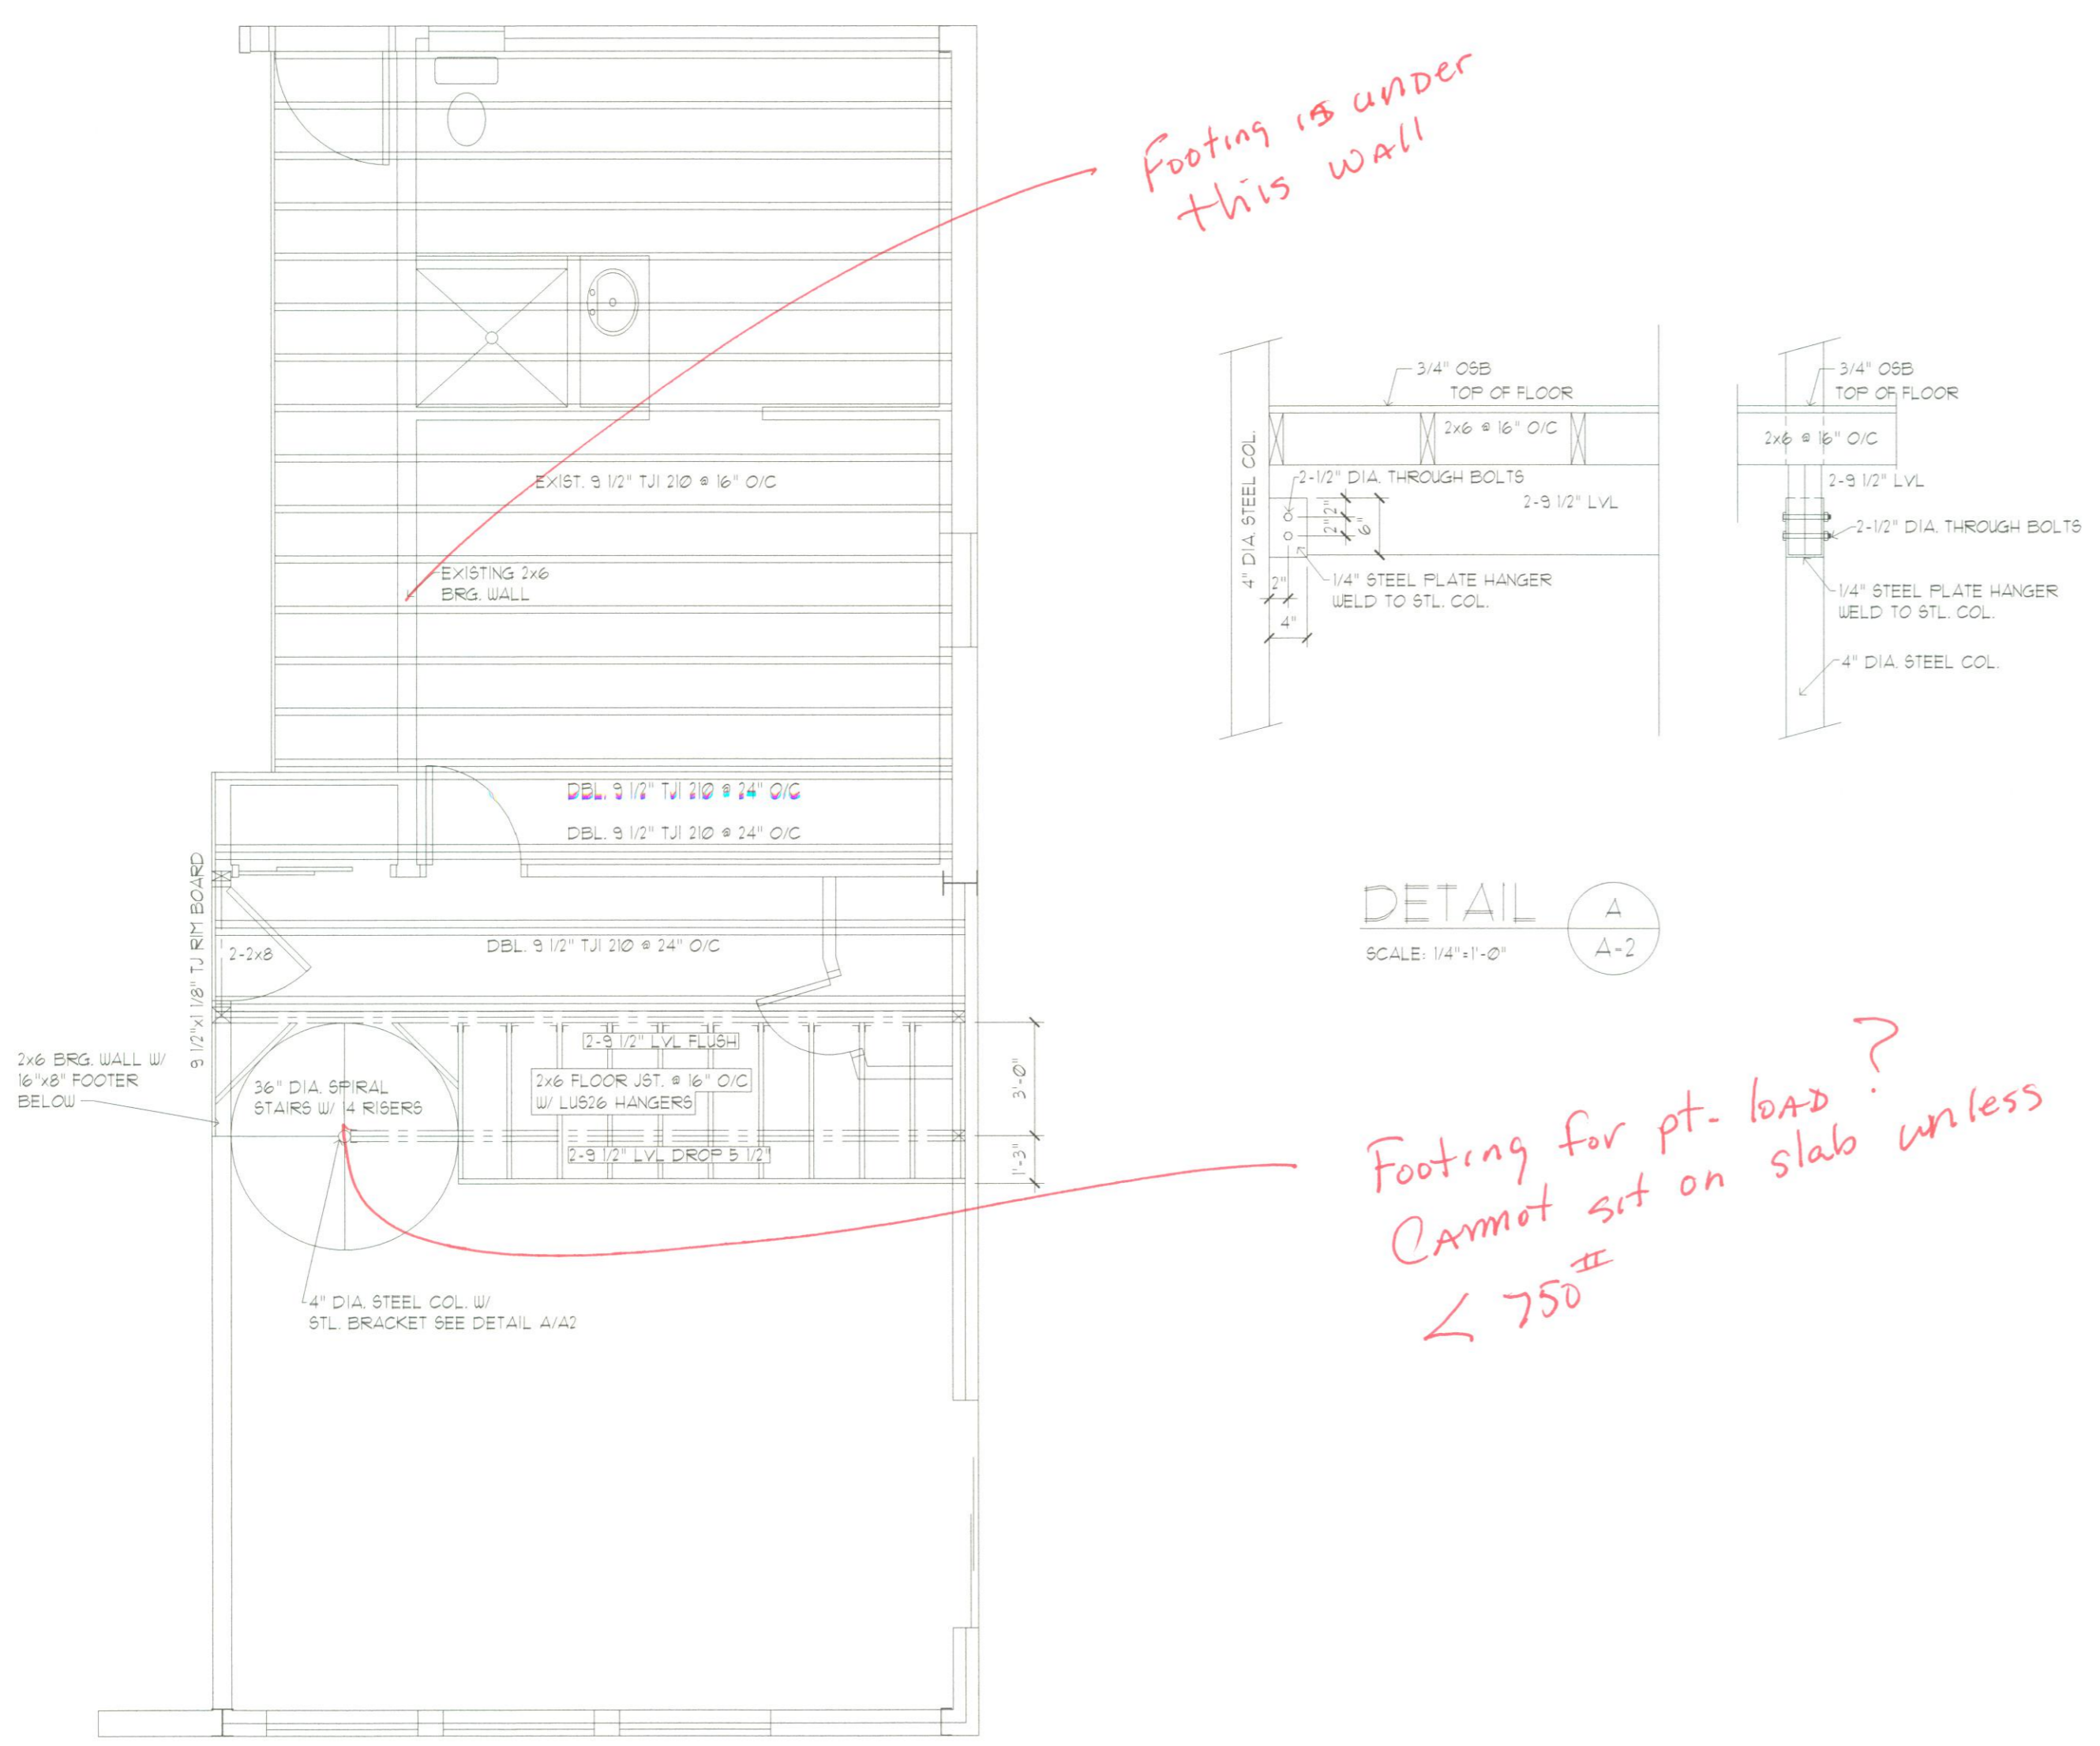 Footing is under
this wall
3/4" OSB
TOP OF FLOOR
2x6 @ 16" O/C
4" DIA. STEEL COL.
2-1/2" DIA. THROUGH BOLTS
2-9 1/2" LVL
2"
2"
6"
2"
4"
1/4" STEEL PLATE HANGER
WELD TO STL. COL.
3/4" OSB
TOP OF FLOOR
2x6 @ 16" O/C
2-9 1/2" LVL
2-1/2" DIA. THROUGH BOLTS
1/4" STEEL PLATE HANGER
WELD TO STL. COL.
4" DIA. STEEL COL.
EXIST. 9 1/2" TJI 210 @ 16" O/C
EXISTING 2x6
BRG. WALL
DBL. 9 1/2" TJI 210 @ 24" O/C
DBL. 9 1/2" TJI 210 @ 24" O/C
9 1/2"x1 1/8" TJ RIM BOARD
2-2x8
DBL. 9 1/2" TJI 210 @ 24" O/C
DETAIL
A
A-2
SCALE: 1/4"=1'-0"
2-9 1/2" LVL FLUSH
2x6 BRG. WALL W/
16"x8" FOOTER
BELOW
36" DIA. SPIRAL
STAIRS W/ 14 RISERS
2x6 FLOOR JST. @ 16" O/C
W/ LUS26 HANGERS
3'-0"
2-9 1/2" LVL DROP 5 1/2"
1'-3"
Footing for pt- load ?
Cannot sit on slab unless
< 750#
4" DIA. STEEL COL. W/
STL. BRACKET SEE DETAIL A/A2